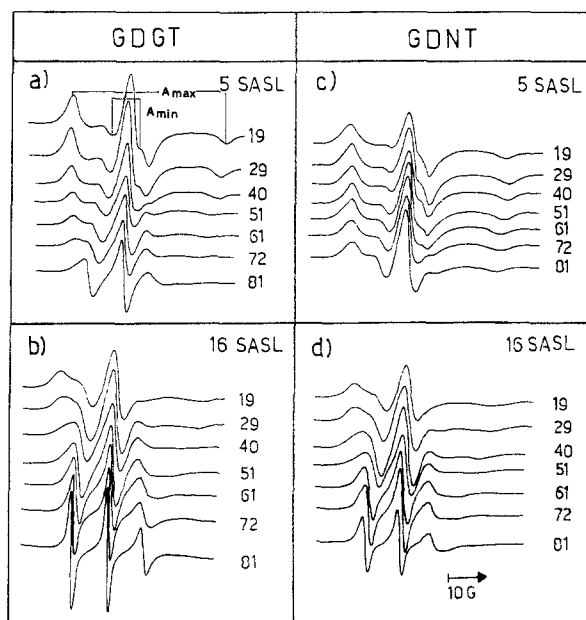 GDGT
GDNT
a)
5 SASL
Amax
Amin
19
29
40
51
61
72
81
c)
5 SASL
19
29
40
51
61
72
81
b)
16 SASL
19
29
40
51
61
72
81
d)
16 SASL
19
29
40
51
61
72
81
10 G